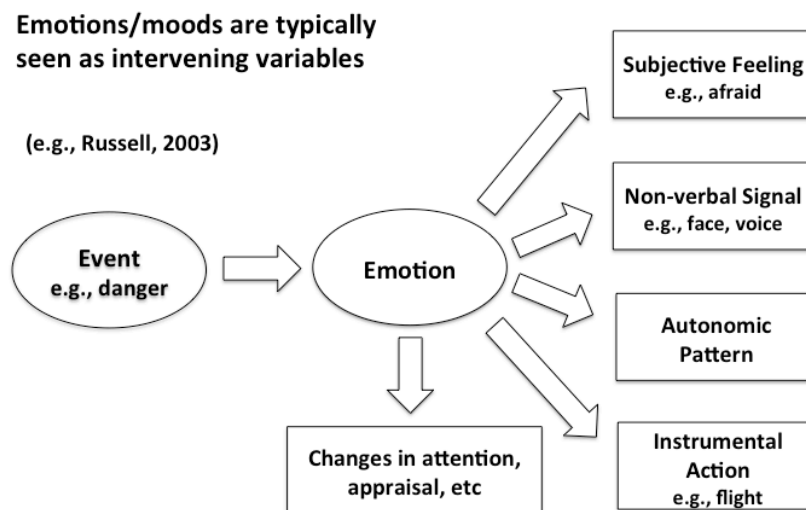 Emotions/moods are typically
seen as intervening variables
(e.g., Russell, 2003)
Event
e.g., danger
Emotion
Subjective Feeling
e.g., afraid
Non-verbal Signal
e.g., face, voice
Autonomic
Pattern
Instrumental
Action
e.g., flight
Changes in attention,
appraisal, etc